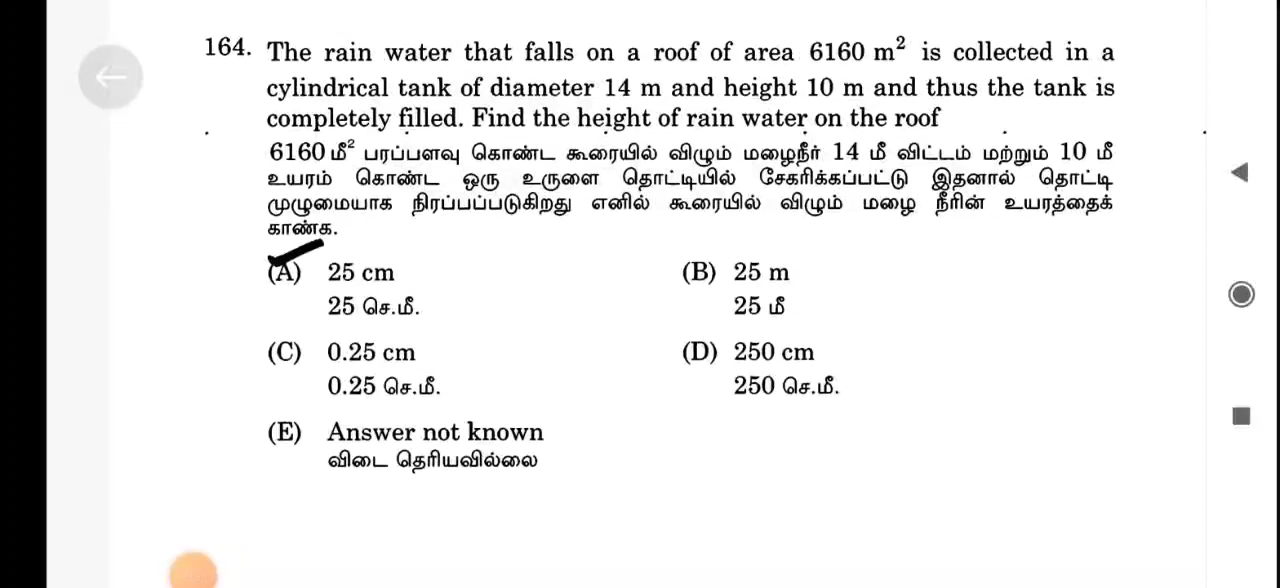 164. The rain water that falls on a roof of area 6160 m² is collected in a
cylindrical tank of diameter 14 m and height 10 m and thus the tank is
completely filled. Find the height of rain water on the roof
6160 மீ² பரப்பளவு கொண்ட கூரையில் விழும் மழைநீர் 14 மீ விட்டம் மற்றும் 10 மீ
உயரம் கொண்ட ஒரு உருளை தொட்டியில் சேகரிக்கப்பட்டு இதனால் தொட்டி
முழுமையாக நிரப்பப்படுகிறது எனில் கூரையில் விழும் மழை நீரின் உயரத்தைக்
காண்க.
(A) 25 cm (B) 25 m
25 செ.மீ. 25 மீ
(C) 0.25 cm (D) 250 cm
0.25 செ.மீ. 250 செ.மீ.
(E) Answer not known
விடை தெரியவில்லை